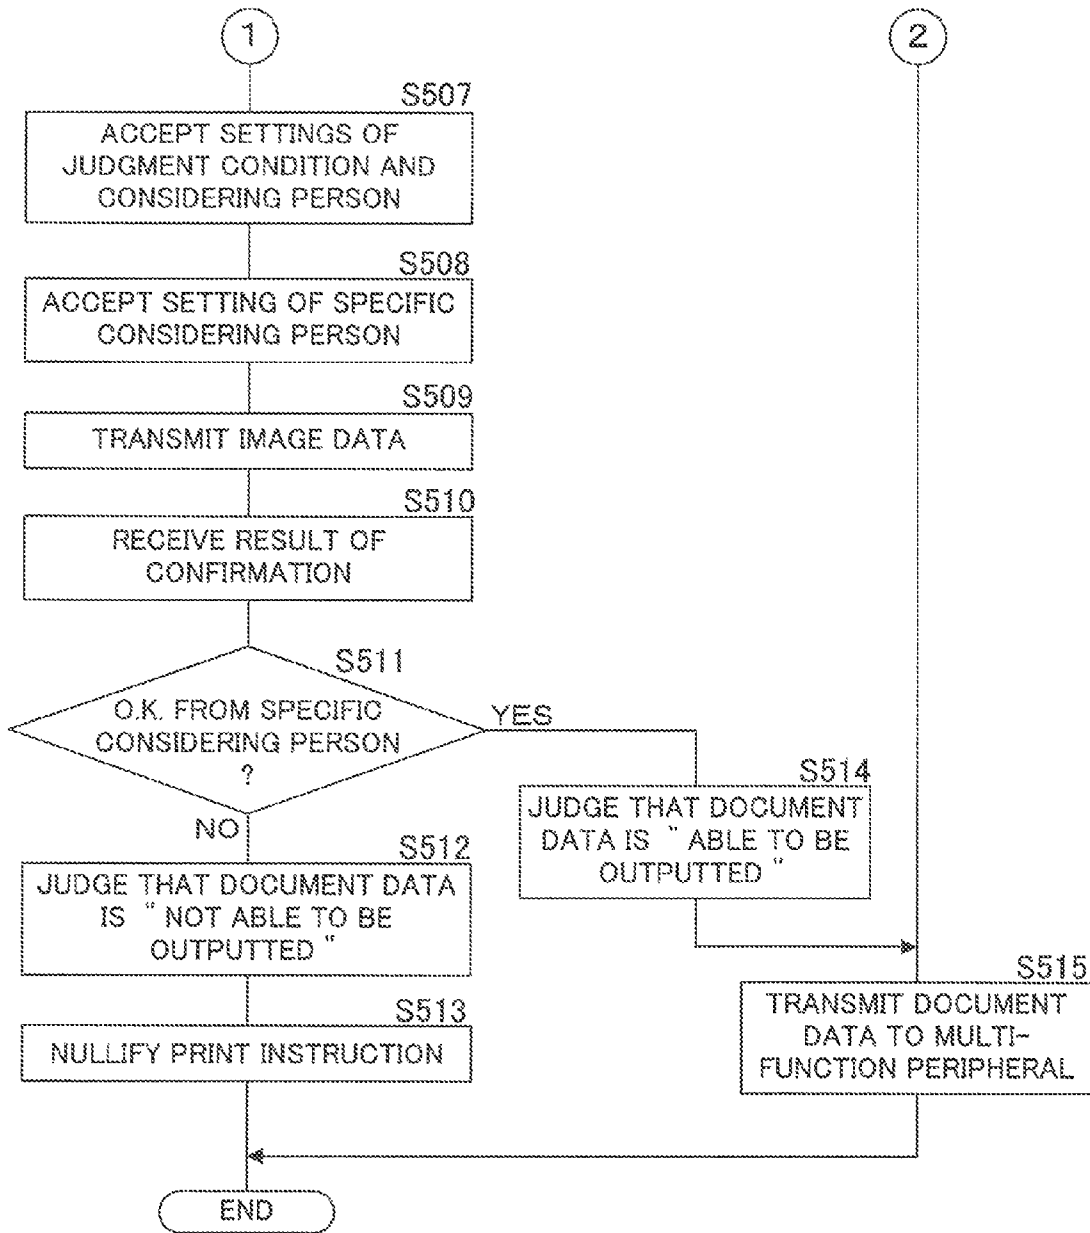 1
2
S507
ACCEPT SETTINGS OF
JUDGMENT CONDITION AND
CONSIDERING PERSON
S508
ACCEPT SETTING OF SPECIFIC
CONSIDERING PERSON
S509
TRANSMIT IMAGE DATA
S510
RECEIVE RESULT OF
CONFIRMATION
S511
O.K. FROM SPECIFIC
CONSIDERING PERSON
?
YES
NO
S514
JUDGE THAT DOCUMENT
DATA IS " ABLE TO BE
OUTPUTTED "
S512
JUDGE THAT DOCUMENT DATA
IS " NOT ABLE TO BE
OUTPUTTED "
S513
NULLIFY PRINT INSTRUCTION
S515
TRANSMIT DOCUMENT
DATA TO MULTI-
FUNCTION PERIPHERAL
END